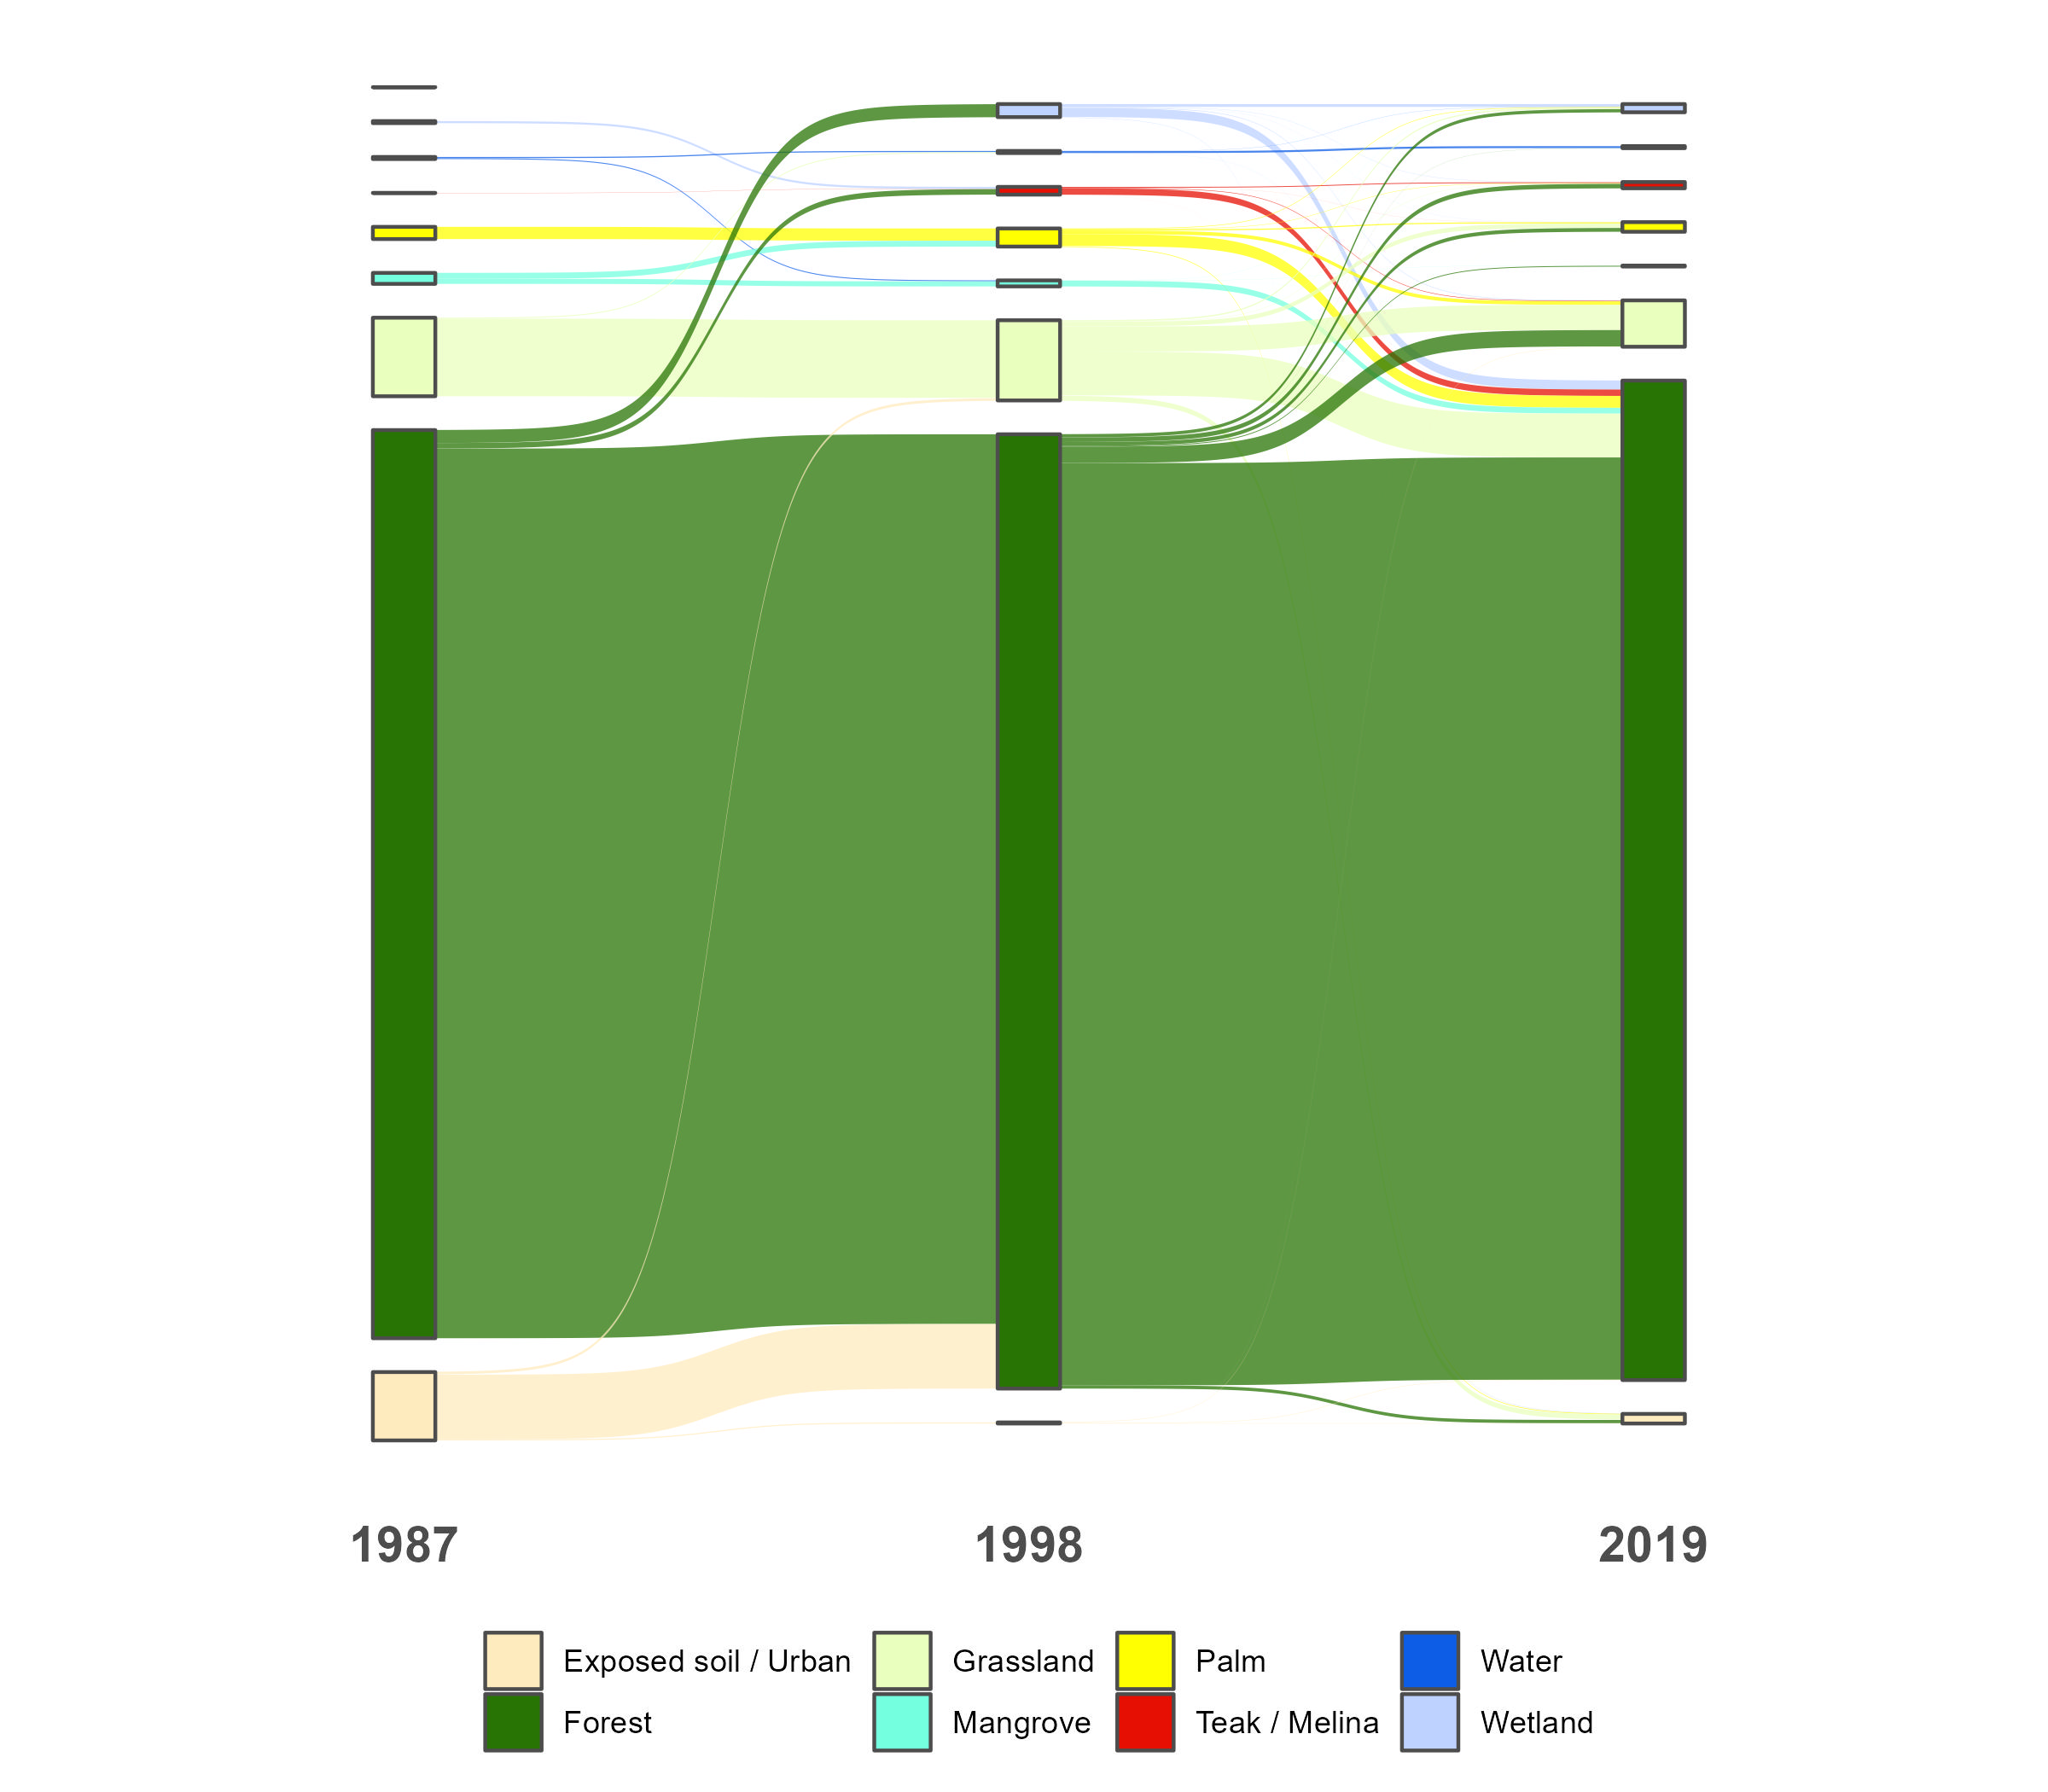 1987 1998 2019
Exposed soil / Urban Grassland Palm Water
Forest Mangrove Teak / Melina Wetland